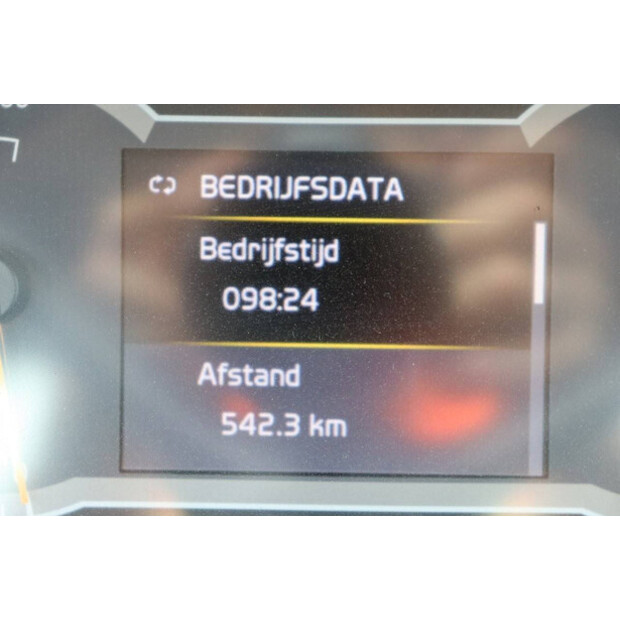 BEDRIJFSDATA
Bedrijfstijd
098:24
Afstand
542.3 km